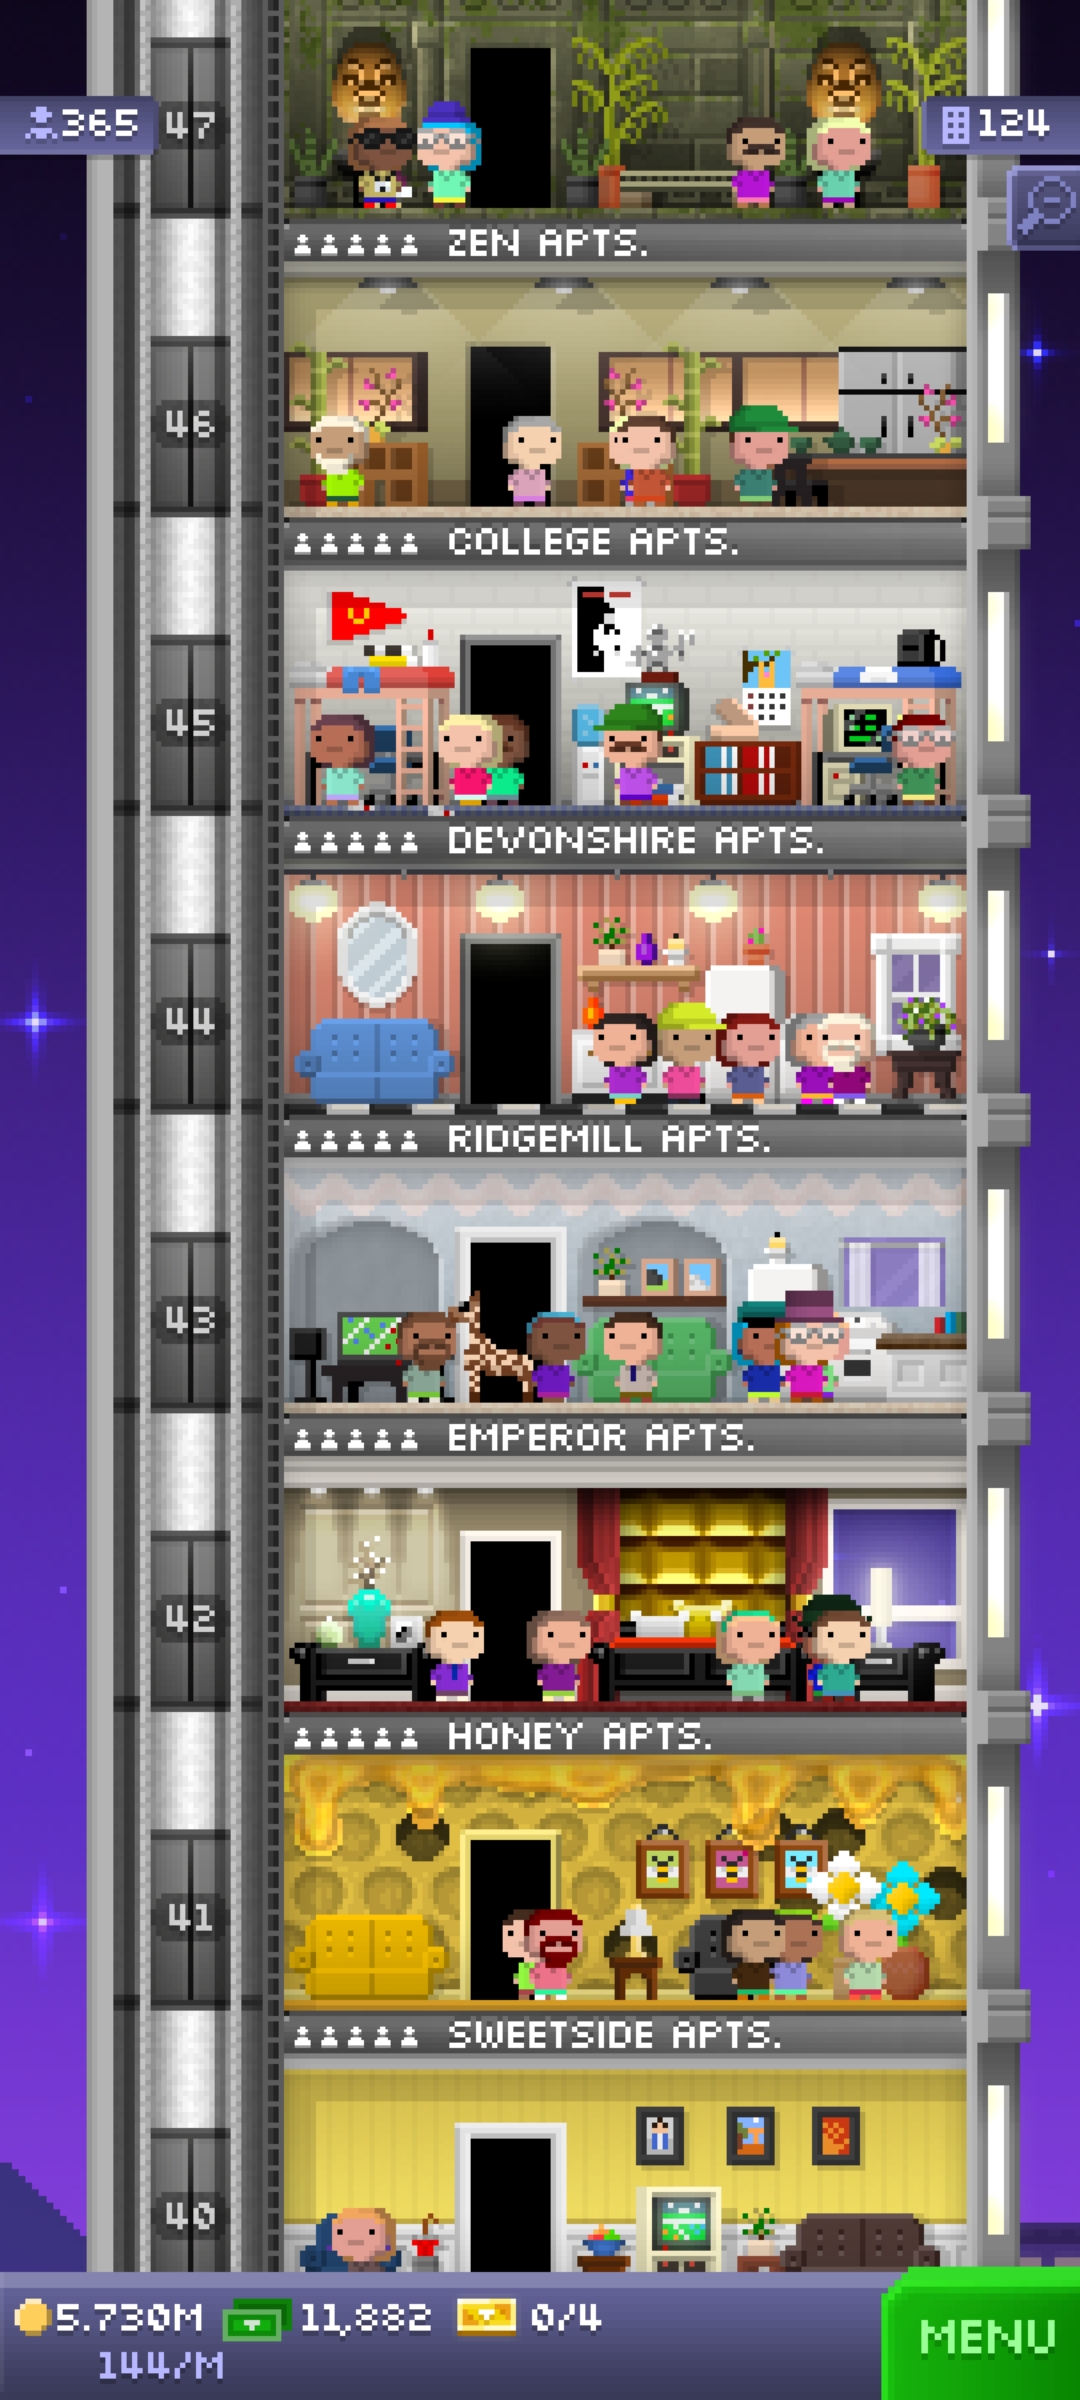 365
47
124
ZEN APTS.
46
COLLEGE APTS.
45
DEVONSHIRE APTS.
44
RIDGEMILL APTS.
43
EMPEROR APTS.
42
HONEY APTS.
41
SWEETSIDE APTS.
40
5.730M 11,882 0/4
144/M
MENU